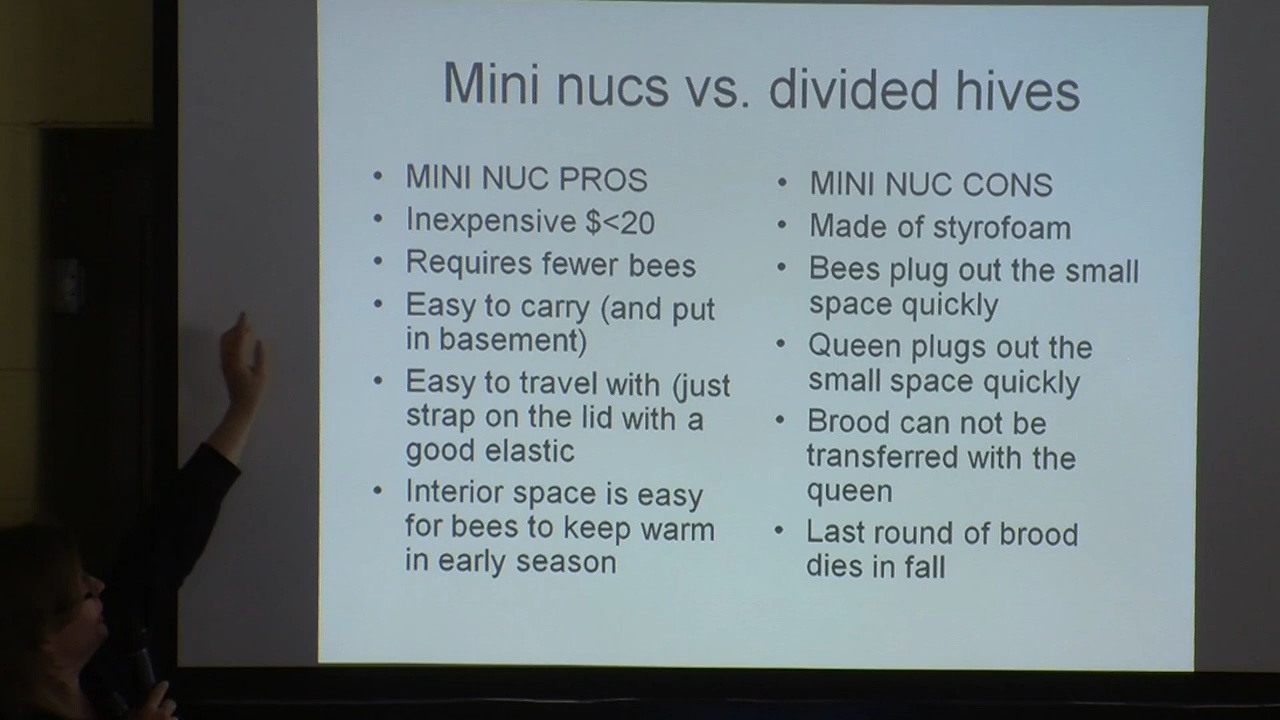 Mini nucs vs. divided hives
• MINI NUC PROS
• Inexpensive $<20
• Requires fewer bees
• Easy to carry (and put
in basement)
• Easy to travel with (just
strap on the lid with a
good elastic
• Interior space is easy
for bees to keep warm
in early season
• MINI NUC CONS
• Made of styrofoam
• Bees plug out the small
space quickly
• Queen plugs out the
small space quickly
• Brood can not be
transferred with the
queen
• Last round of brood
dies in fall